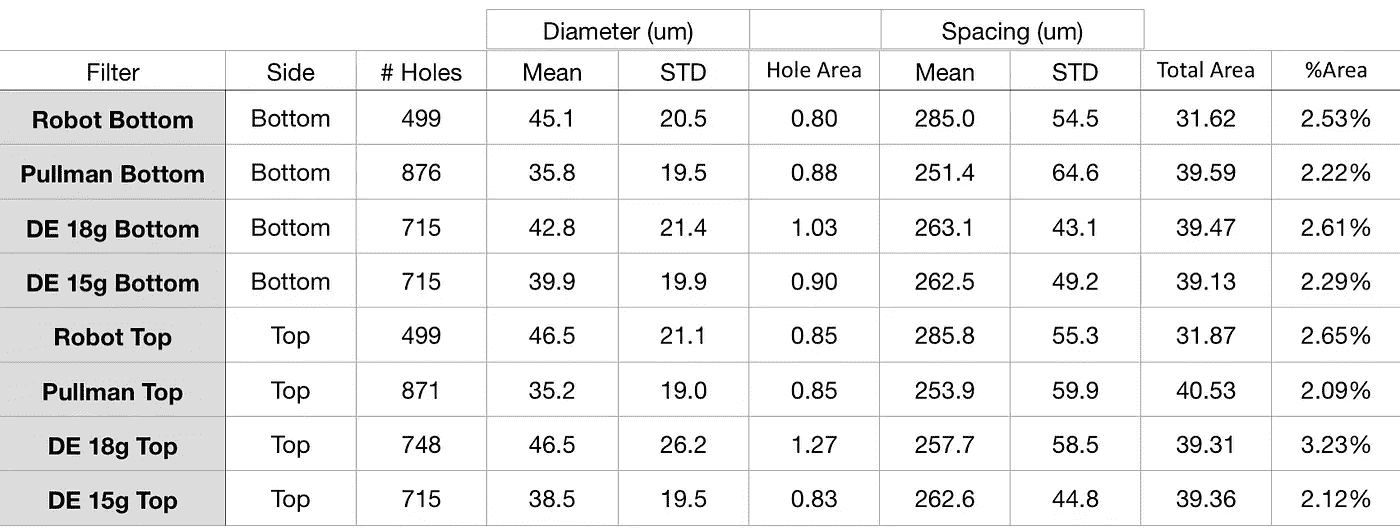 Diameter (um) Spacing (um)
Filter Side # Holes Mean STD Hole Area Mean STD Total Area %Area
Robot Bottom Bottom 499 45.1 20.5 0.80 285.0 54.5 31.62 2.53%
Pullman Bottom Bottom 876 35.8 19.5 0.88 251.4 64.6 39.59 2.22%
DE 18g Bottom Bottom 715 42.8 21.4 1.03 263.1 43.1 39.47 2.61%
DE 15g Bottom Bottom 715 39.9 19.9 0.90 262.5 49.2 39.13 2.29%
Robot Top Top 499 46.5 21.1 0.85 285.8 55.3 31.87 2.65%
Pullman Top Top 871 35.2 19.0 0.85 253.9 59.9 40.53 2.09%
DE 18g Top Top 748 46.5 26.2 1.27 257.7 58.5 39.31 3.23%
DE 15g Top Top 715 38.5 19.5 0.83 262.6 44.8 39.36 2.12%